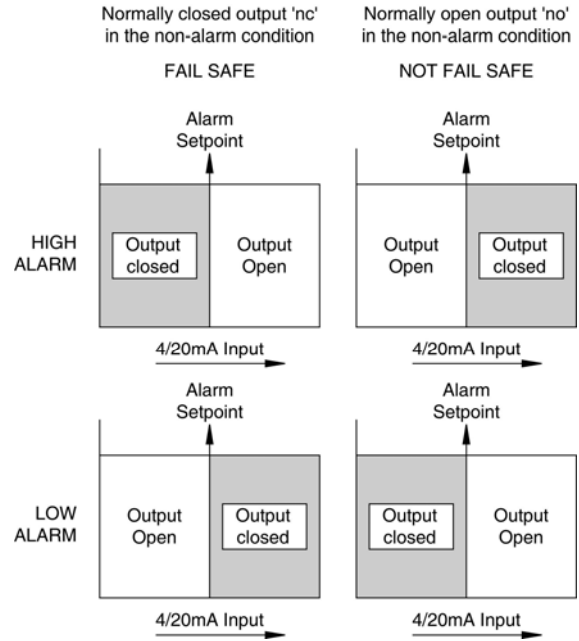 Normally closed output 'nc'
in the non-alarm condition
FAIL SAFE
Normally open output 'no'
in the non-alarm condition
NOT FAIL SAFE
HIGH
ALARM
Alarm
Setpoint
Output
closed
Output
Open
4/20mA Input
Alarm
Setpoint
Output
Open
Output
closed
4/20mA Input
LOW
ALARM
Alarm
Setpoint
Output
Open
Output
closed
4/20mA Input
Alarm
Setpoint
Output
closed
Output
Open
4/20mA Input